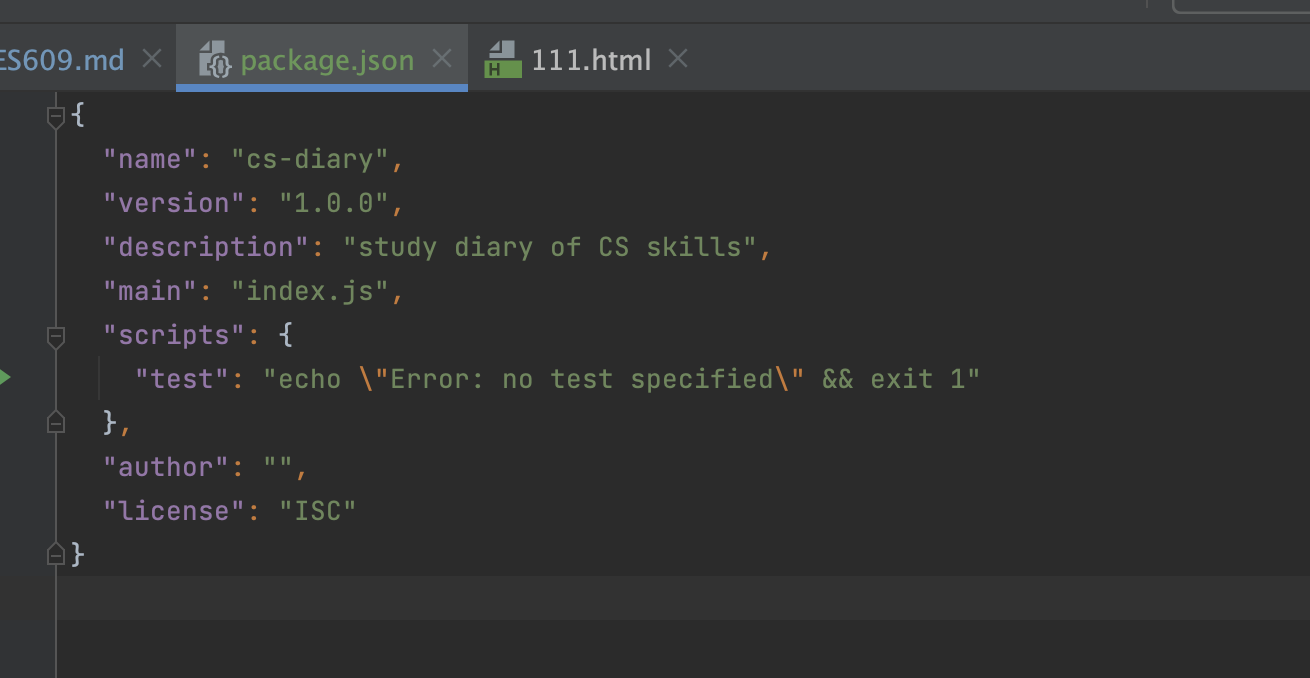 ES609.md package.json 111.html
{
"name": "cs-diary",
"version": "1.0.0",
"description": "study diary of CS skills",
"main": "index.js",
"scripts": {
"test": "echo \"Error: no test specified\" && exit 1"
},
"author": "",
"license": "ISC"
}